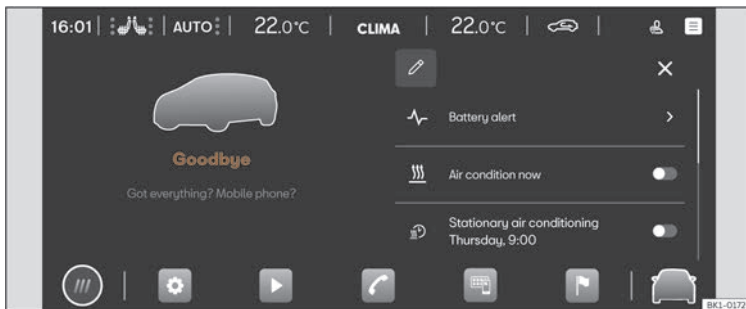 16:01 AUTO 22.0°C CLIMA 22.0°C
Goodbye
Got everything? Mobile phone?
Battery alert
Air condition now
Stationary air conditioning
Thursday, 9:00
BK1-0172